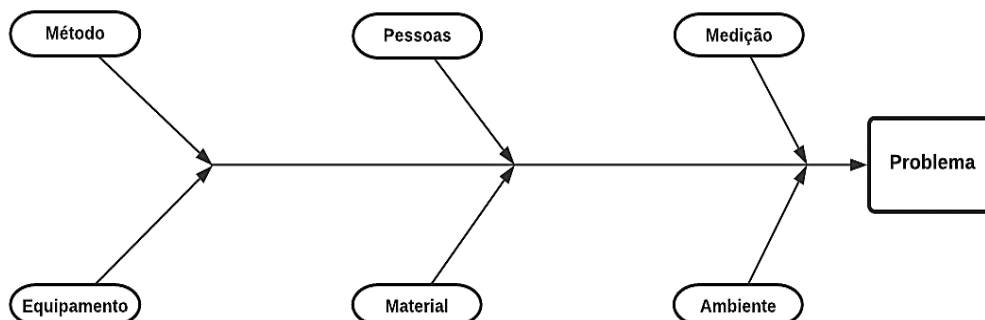 Método
Pessoas
Medição
Problema
Equipamento
Material
Ambiente